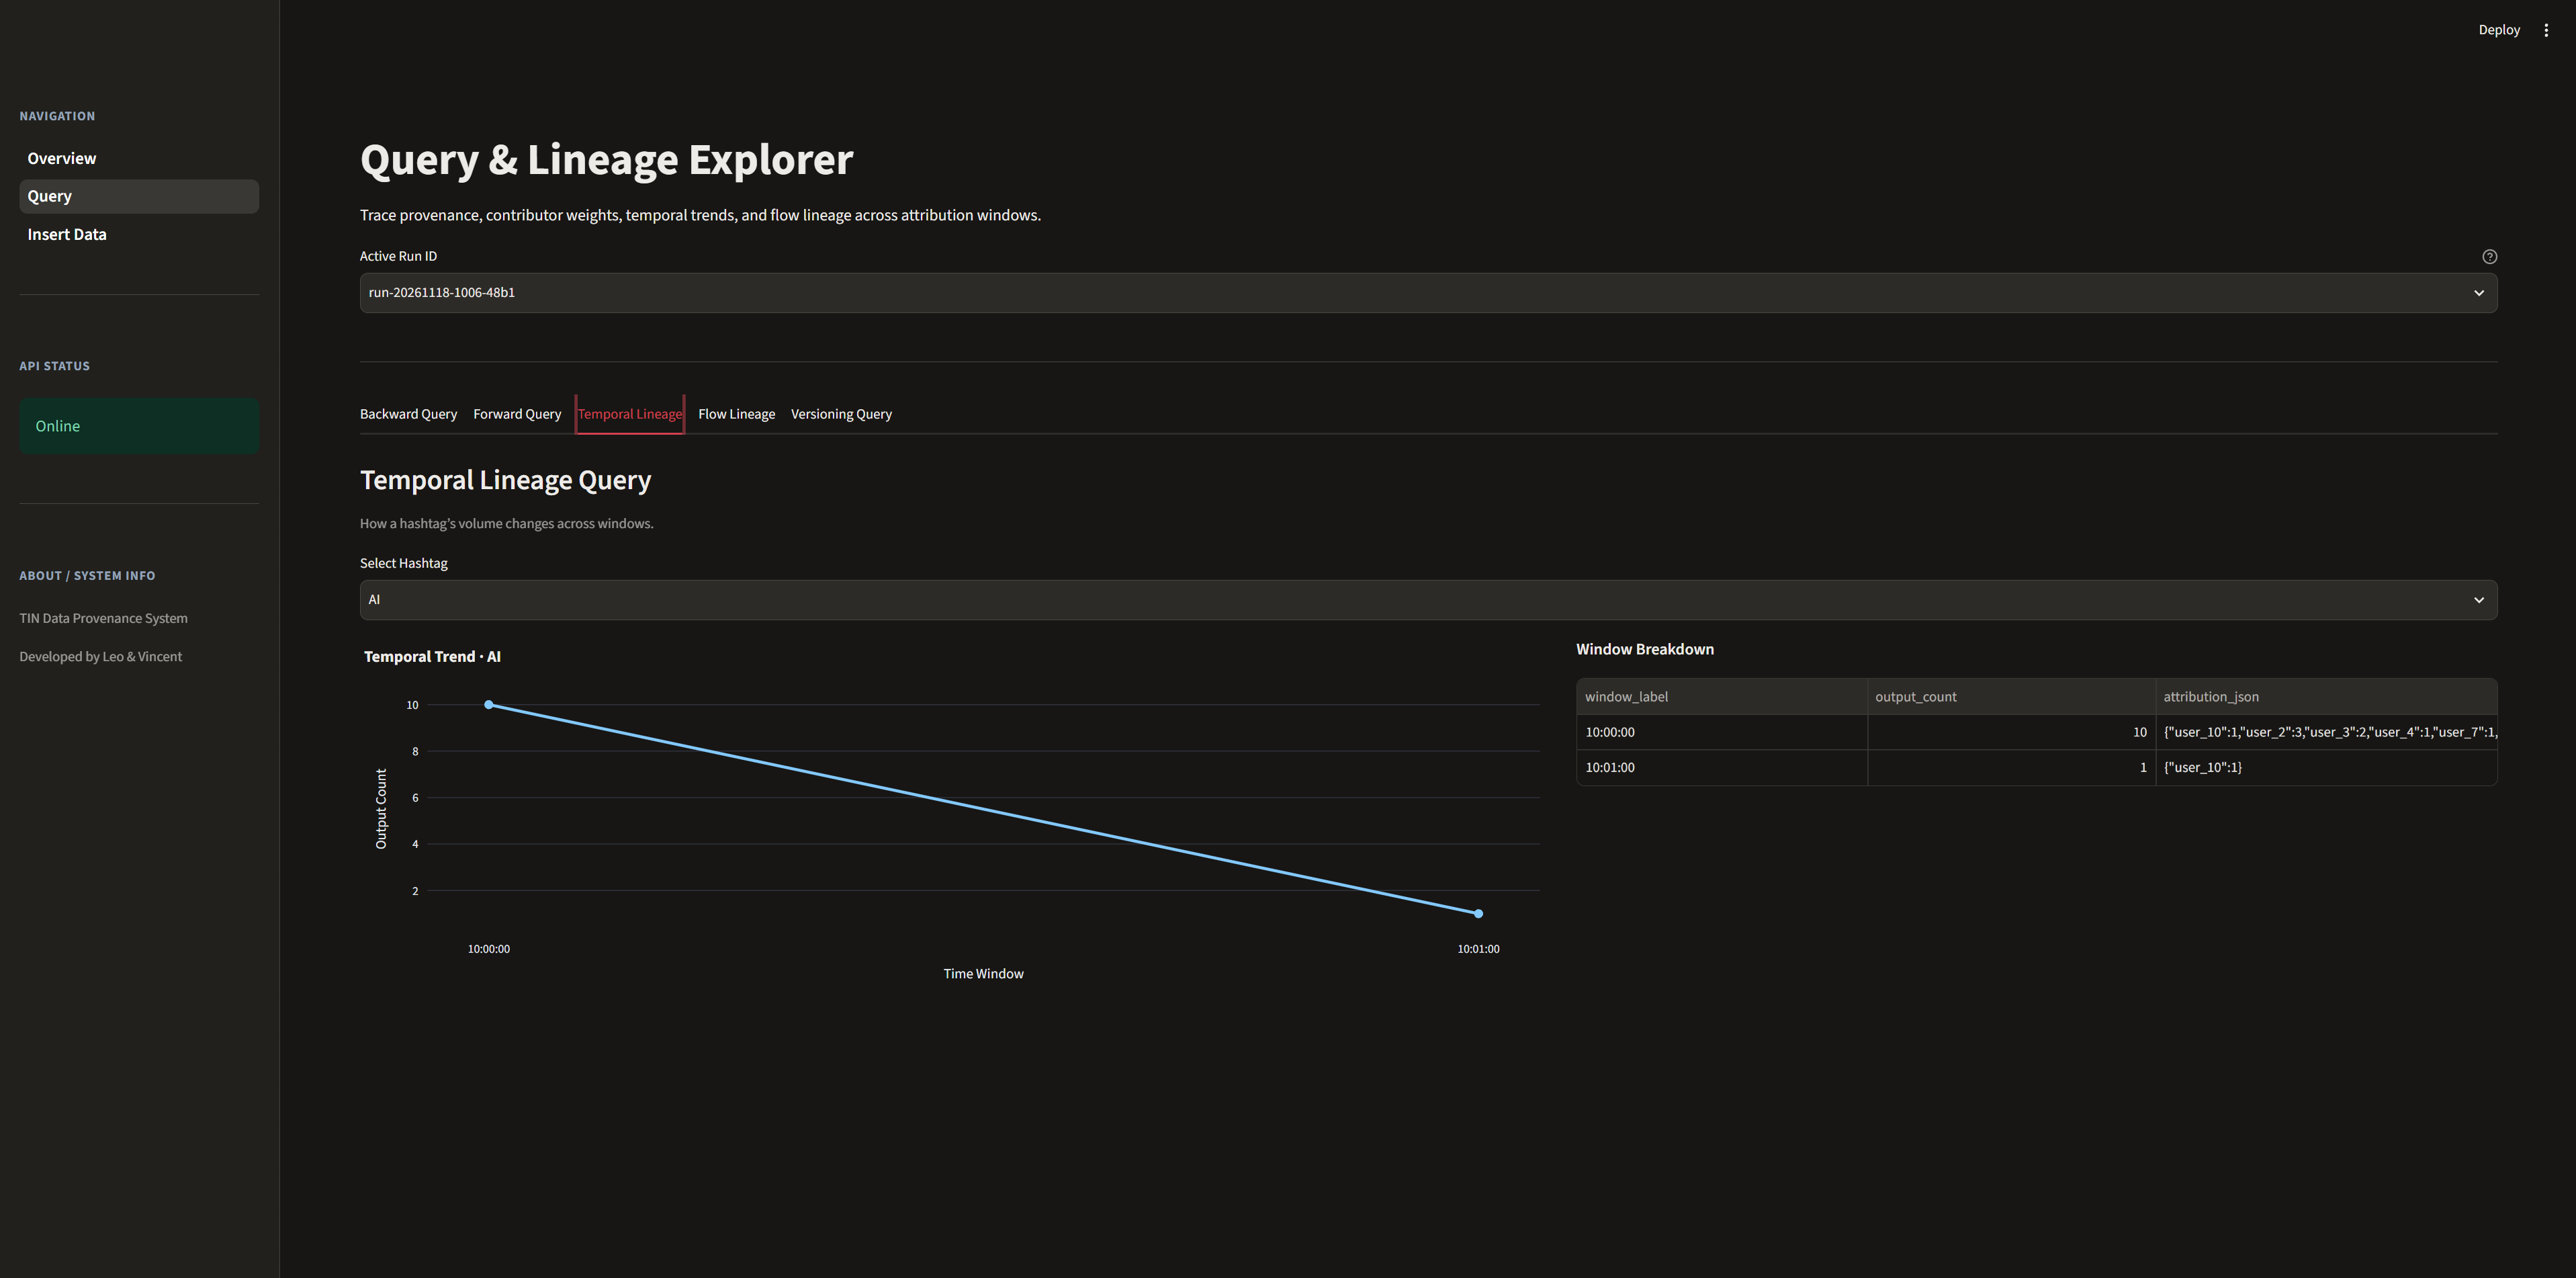 Deploy
NAVIGATION
Overview
Query
Insert Data
API STATUS
Online
ABOUT / SYSTEM INFO
TIN Data Provenance System
Developed by Leo & Vincent
Query & Lineage Explorer
Trace provenance, contributor weights, temporal trends, and flow lineage across attribution windows.
Active Run ID
run-20261118-1006-48b1
Backward Query Forward Query Temporal Lineage Flow Lineage Versioning Query
Temporal Lineage Query
How a hashtag’s volume changes across windows.
Select Hashtag
AI
Temporal Trend · AI
10
8
6
4
2
Output Count
10:00:00 10:01:00
Time Window
Window Breakdown
window_label output_count attribution_json
10:00:00 10 {"user_10":1,"user_2":3,"user_3":2,"user_4":1,"user_7":1,
10:01:00 1 {"user_10":1}